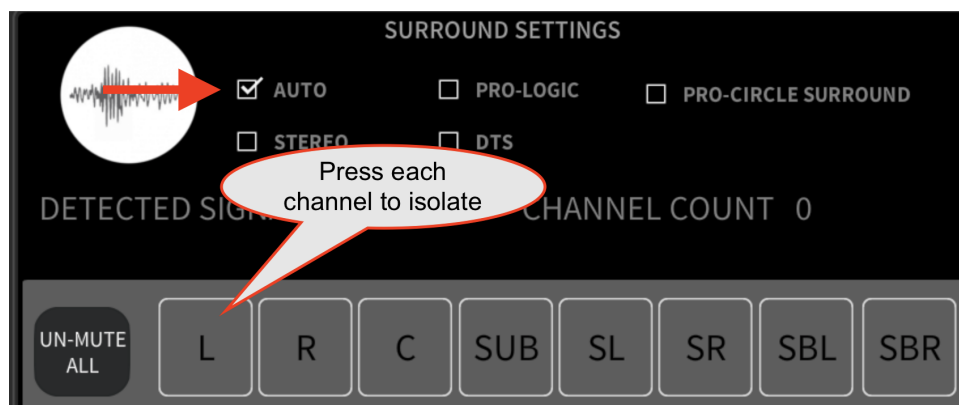 SURROUND SETTINGS
AUTO PRO-LOGIC PRO-CIRCLE SURROUND
STEREO DTS
Press each
channel to isolate
DETECTED CHANNEL COUNT 0
UN-MUTE
ALL
L R C SUB SL SR SBL SBR